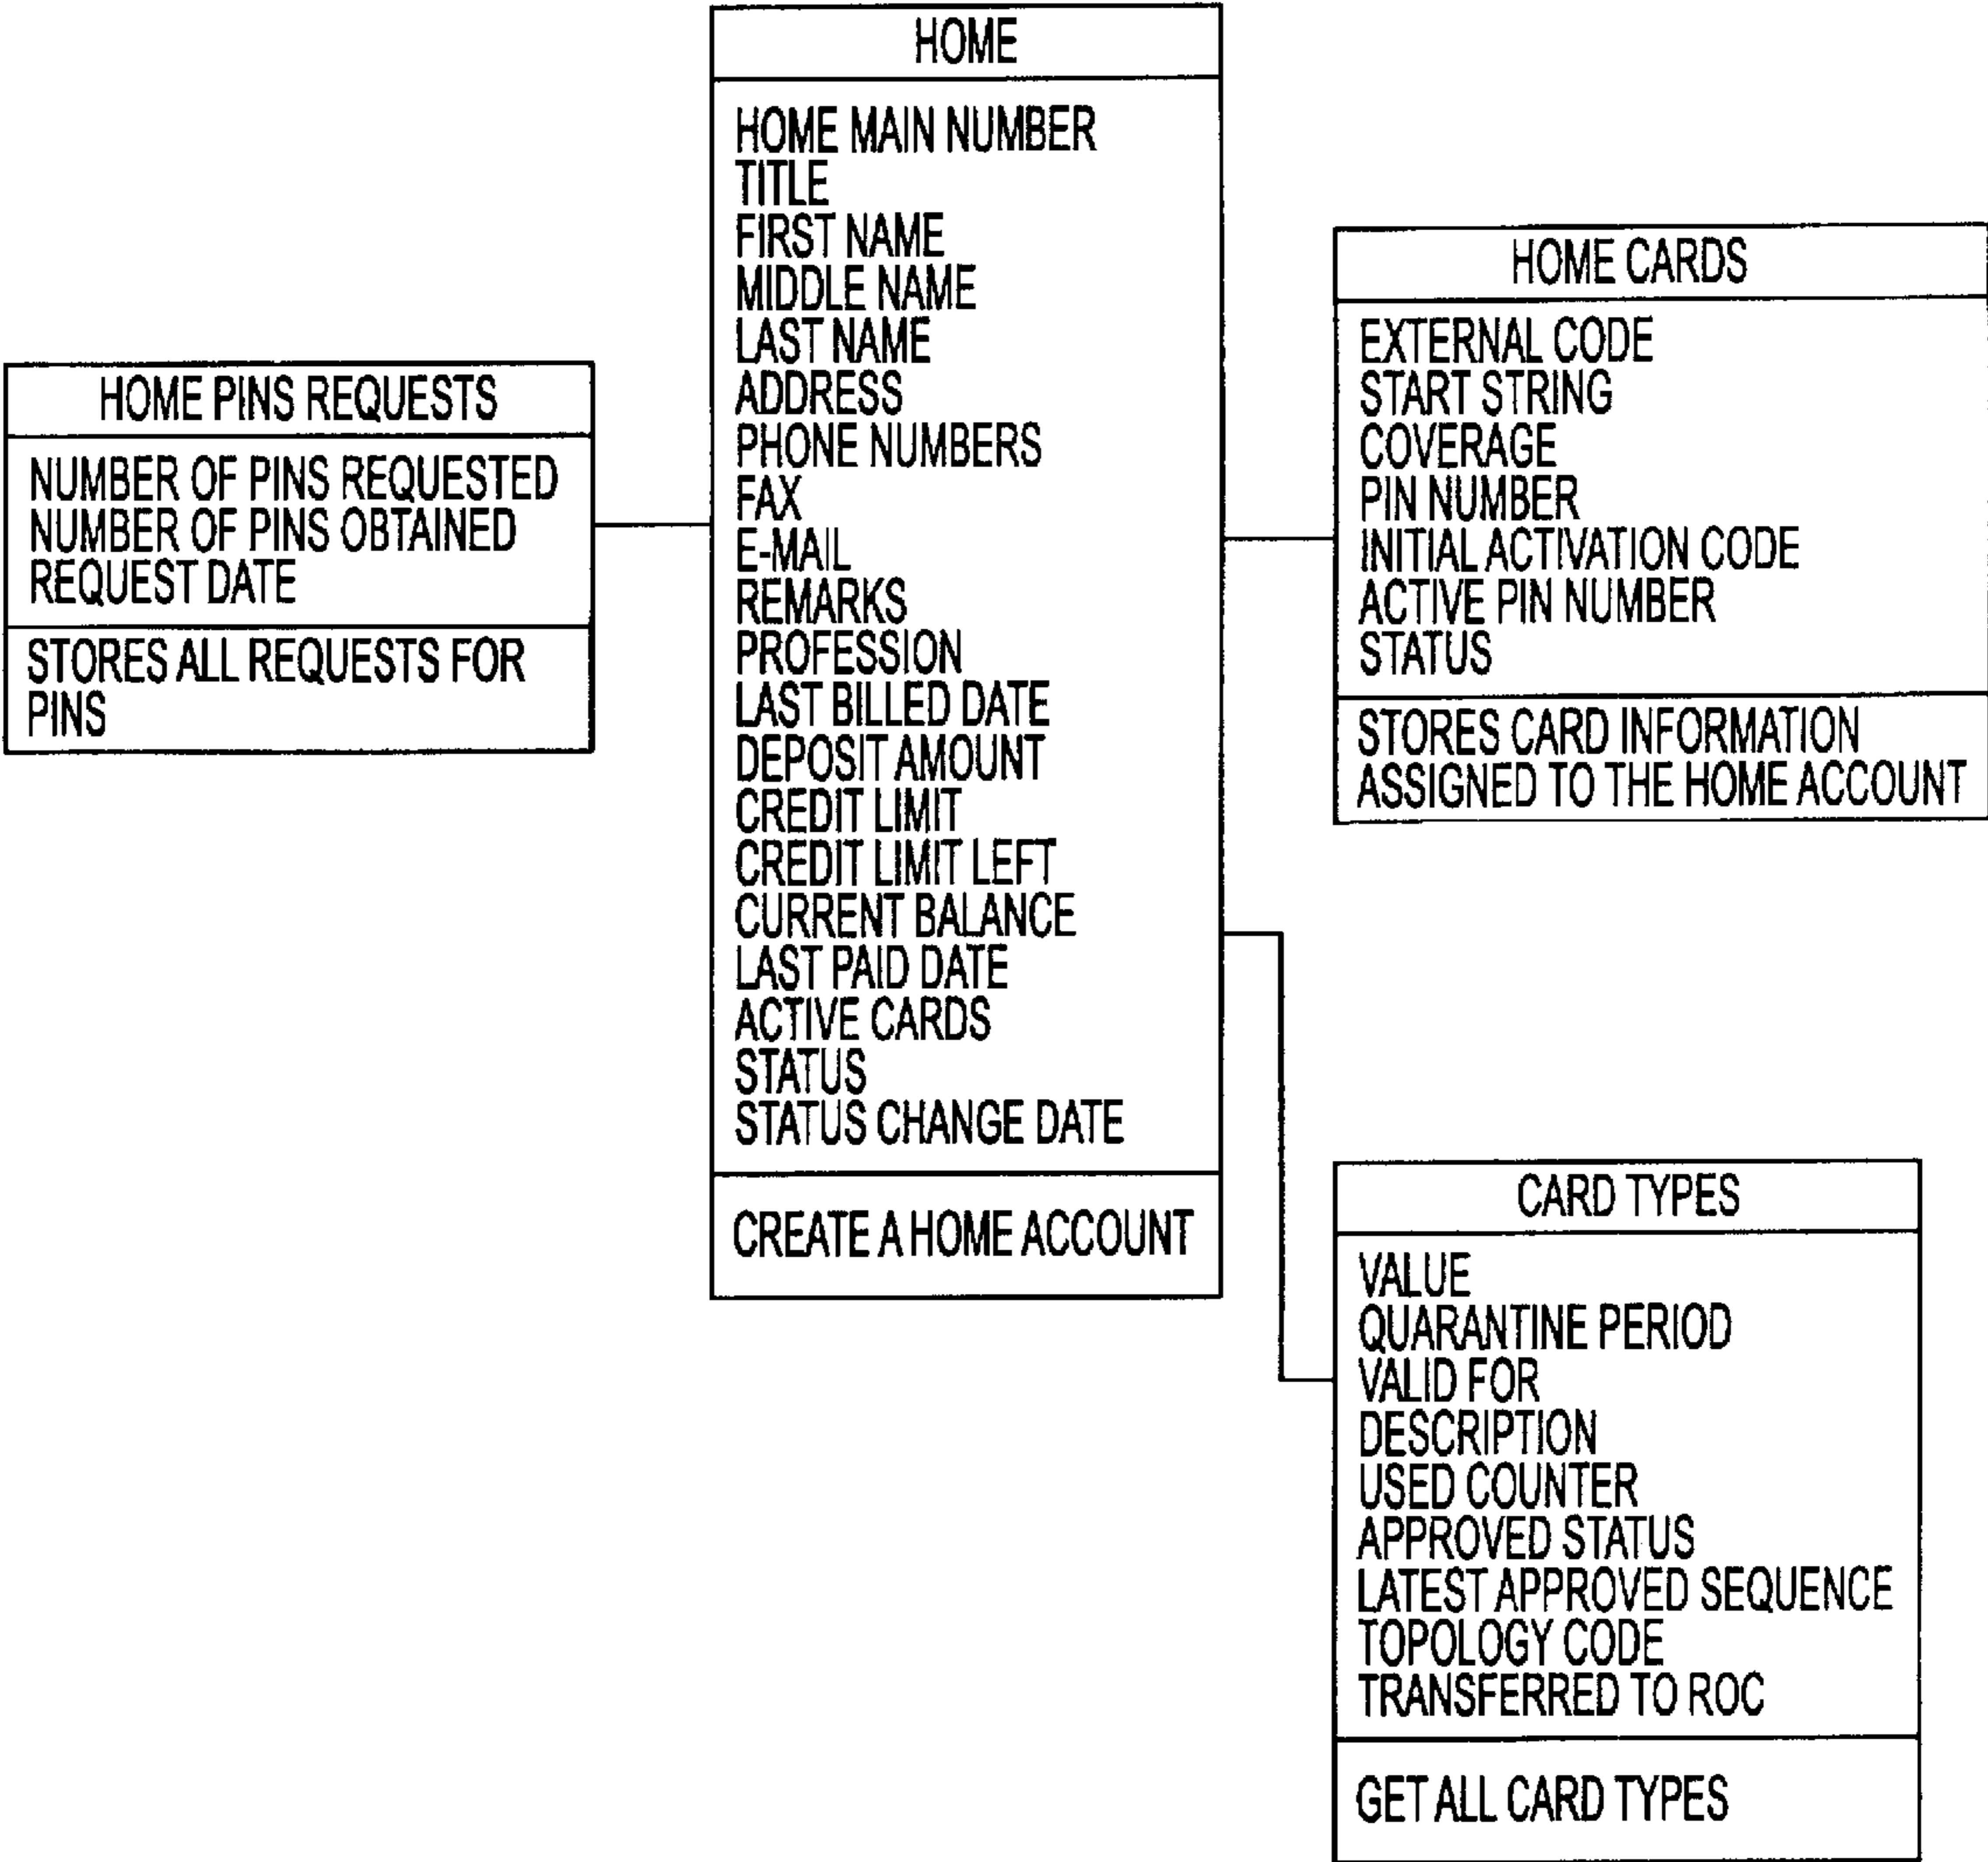 HOME
HOME MAIN NUMBER
TITLE
FIRST NAME
MIDDLE NAME
LAST NAME
ADDRESS
PHONE NUMBERS
FAX
E-MAIL
REMARKS
PROFESSION
LAST BILLED DATE
DEPOSIT AMOUNT
CREDIT LIMIT
CREDIT LIMIT LEFT
CURRENT BALANCE
LAST PAID DATE
ACTIVE CARDS
STATUS
STATUS CHANGE DATE
CREATE A HOME ACCOUNT
HOME PINS REQUESTS
NUMBER OF PINS REQUESTED
NUMBER OF PINS OBTAINED
REQUEST DATE
STORES ALL REQUESTS FOR
PINS
HOME CARDS
EXTERNAL CODE
START STRING
COVERAGE
PIN NUMBER
INITIAL ACTIVATION CODE
ACTIVE PIN NUMBER
STATUS
STORES CARD INFORMATION
ASSIGNED TO THE HOME ACCOUNT
CARD TYPES
VALUE
QUARANTINE PERIOD
VALID FOR
DESCRIPTION
USED COUNTER
APPROVED STATUS
LATEST APPROVED SEQUENCE
TOPOLOGY CODE
TRANSFERRED TO ROC
GET ALL CARD TYPES